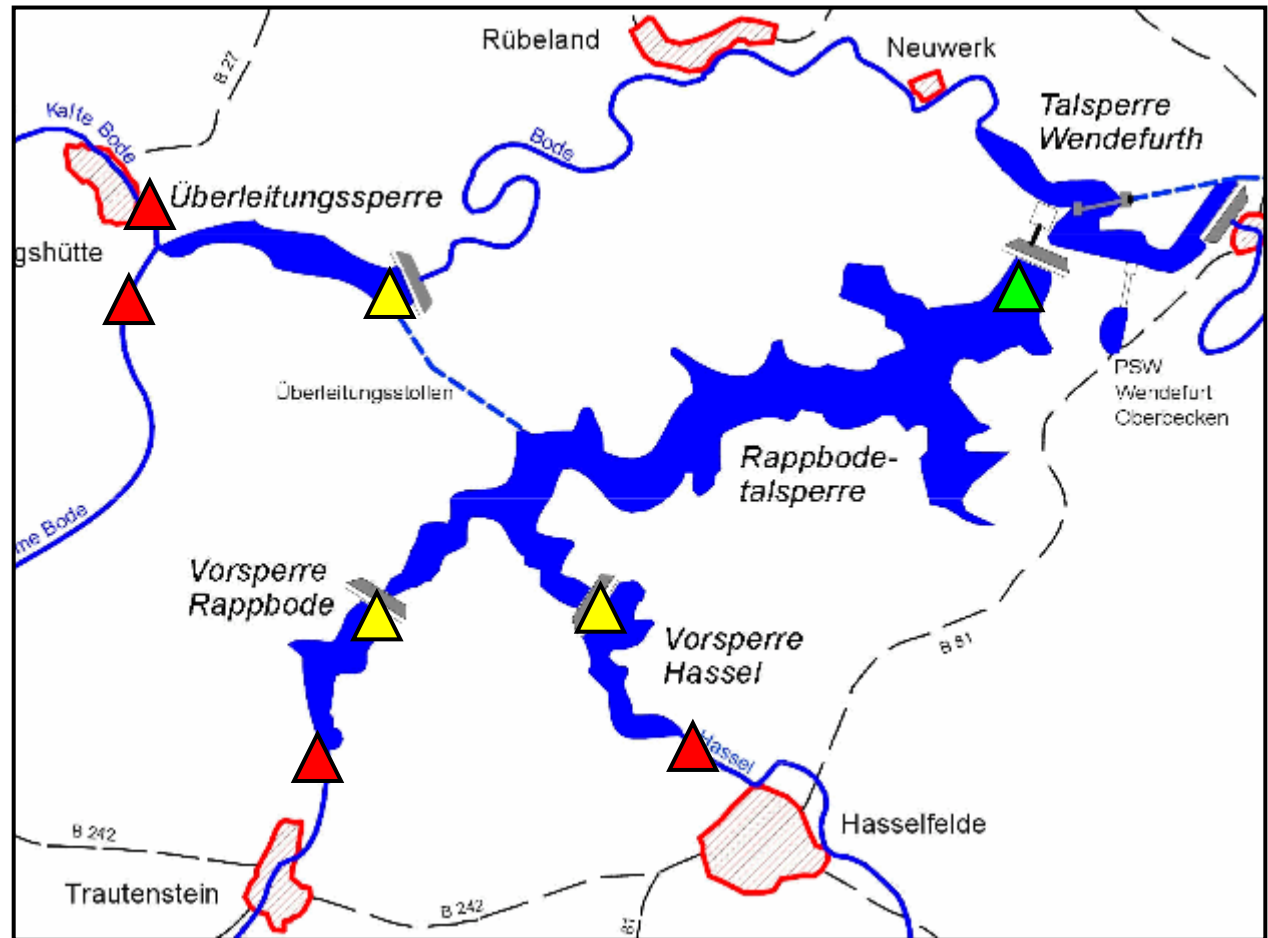 Rübeland
Neuwerk
B 27
Kalte Bode
Talsperre
Wendefurth
Bode
Überleitungssperre
gshütte
PSW
Wendefurt
Oberbecken
Überleitungsstollen
Rappbode-
talsperre
me Bode
Vorsperre
Rappbode
Vorsperre
Hassel
B 81
Hassel
Hasselfelde
B 242
Trautenstein
B 242